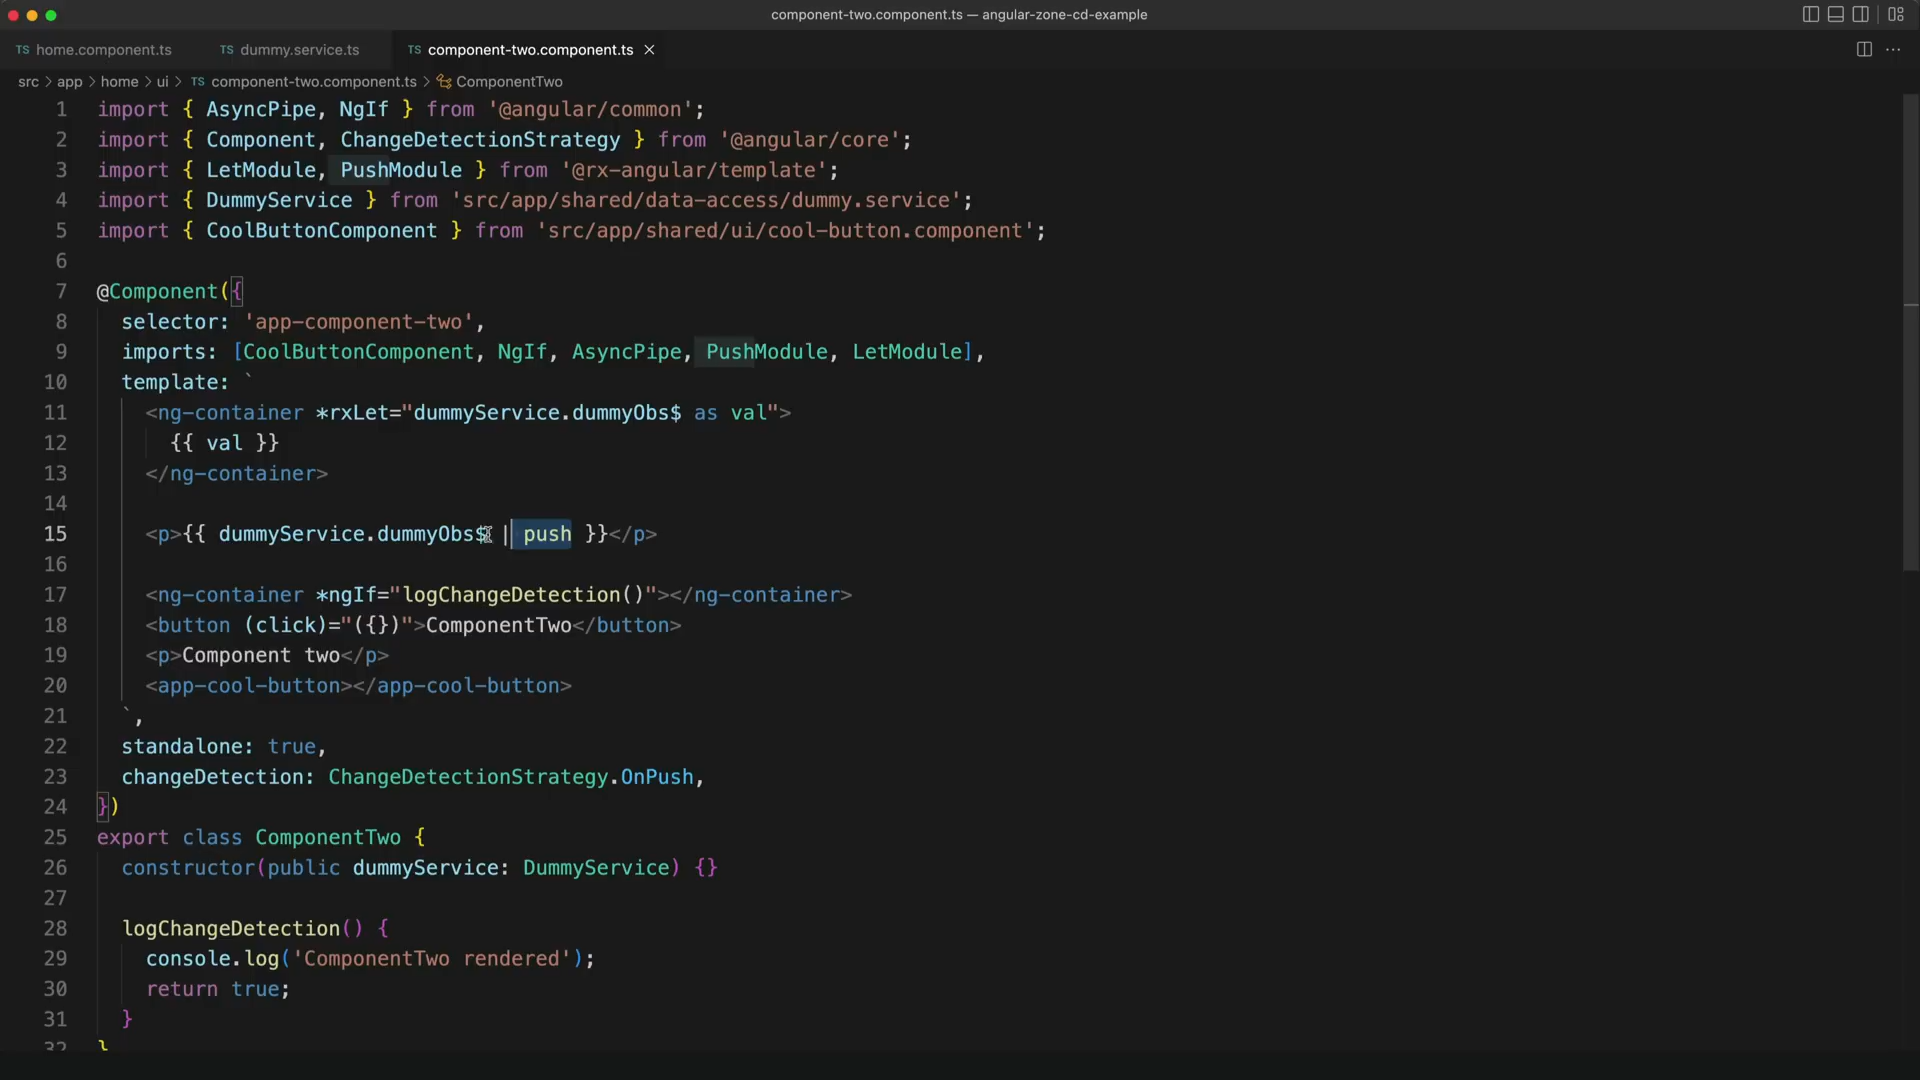 component-two.component.ts — angular-zone-cd-example
TS home.component.ts TS dummy.service.ts TS component-two.component.ts ×
src > app > home > ui > TS component-two.component.ts > ComponentTwo
1 import { AsyncPipe, NgIf } from '@angular/common';
2 import { Component, ChangeDetectionStrategy } from '@angular/core';
3 import { LetModule, PushModule } from '@rx-angular/template';
4 import { DummyService } from 'src/app/shared/data-access/dummy.service';
5 import { CoolButtonComponent } from 'src/app/shared/ui/cool-button.component';
6
7 @Component({
8 selector: 'app-component-two',
9 imports: [CoolButtonComponent, NgIf, AsyncPipe, PushModule, LetModule],
10 template: `
11 <ng-container *rxLet="dummyService.dummyObs$ as val">
12 {{ val }}
13 </ng-container>
14
15 <p>{{ dummyService.dummyObs$ | push }}</p>
16
17 <ng-container *ngIf="logChangeDetection()"></ng-container>
18 <button (click)="({})">ComponentTwo</button>
19 <p>Component two</p>
20 <app-cool-button></app-cool-button>
21 `,
22 standalone: true,
23 changeDetection: ChangeDetectionStrategy.OnPush,
24 })
25 export class ComponentTwo {
26 constructor(public dummyService: DummyService) {}
27
28 logChangeDetection() {
29 console.log('ComponentTwo rendered');
30 return true;
31 }
32 }